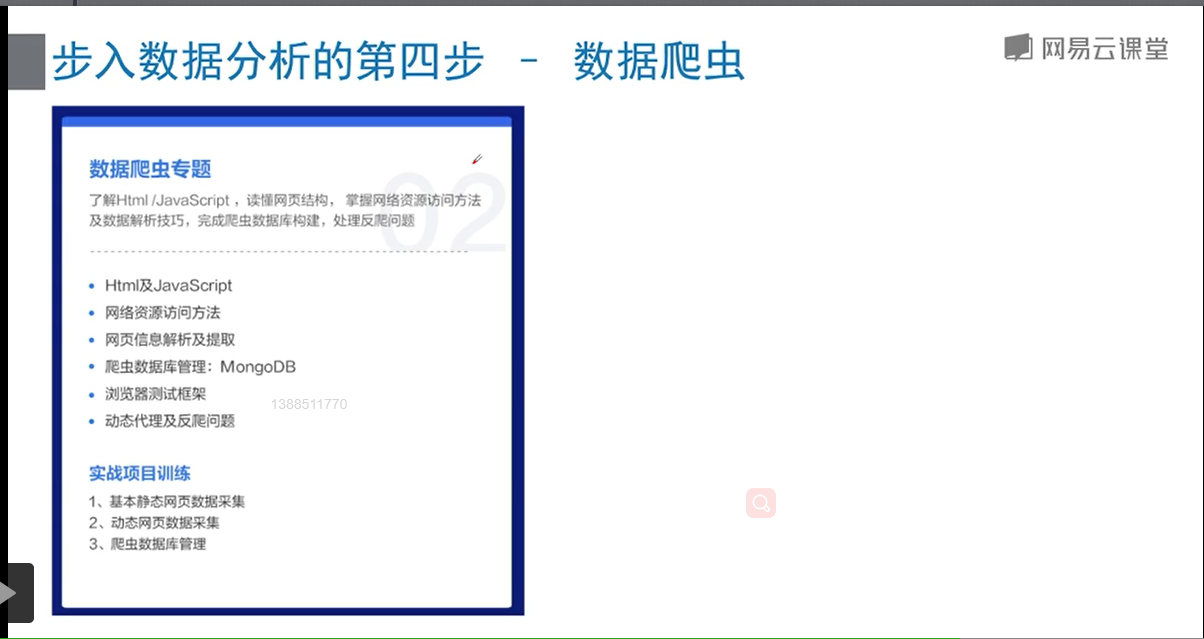 步入数据分析的第四步 - 数据爬虫
网易云课堂
02
数据爬虫专题
了解Html /JavaScript ，读懂网页结构， 掌握网络资源访问方法
及数据解析技巧，完成爬虫数据库构建，处理反爬问题
• Html及JavaScript
• 网络资源访问方法
• 网页信息解析及提取
• 爬虫数据库管理：MongoDB
• 浏览器测试框架
1388511770
• 动态代理及反爬问题
实战项目训练
1、基本静态网页数据采集
2、动态网页数据采集
3、爬虫数据库管理